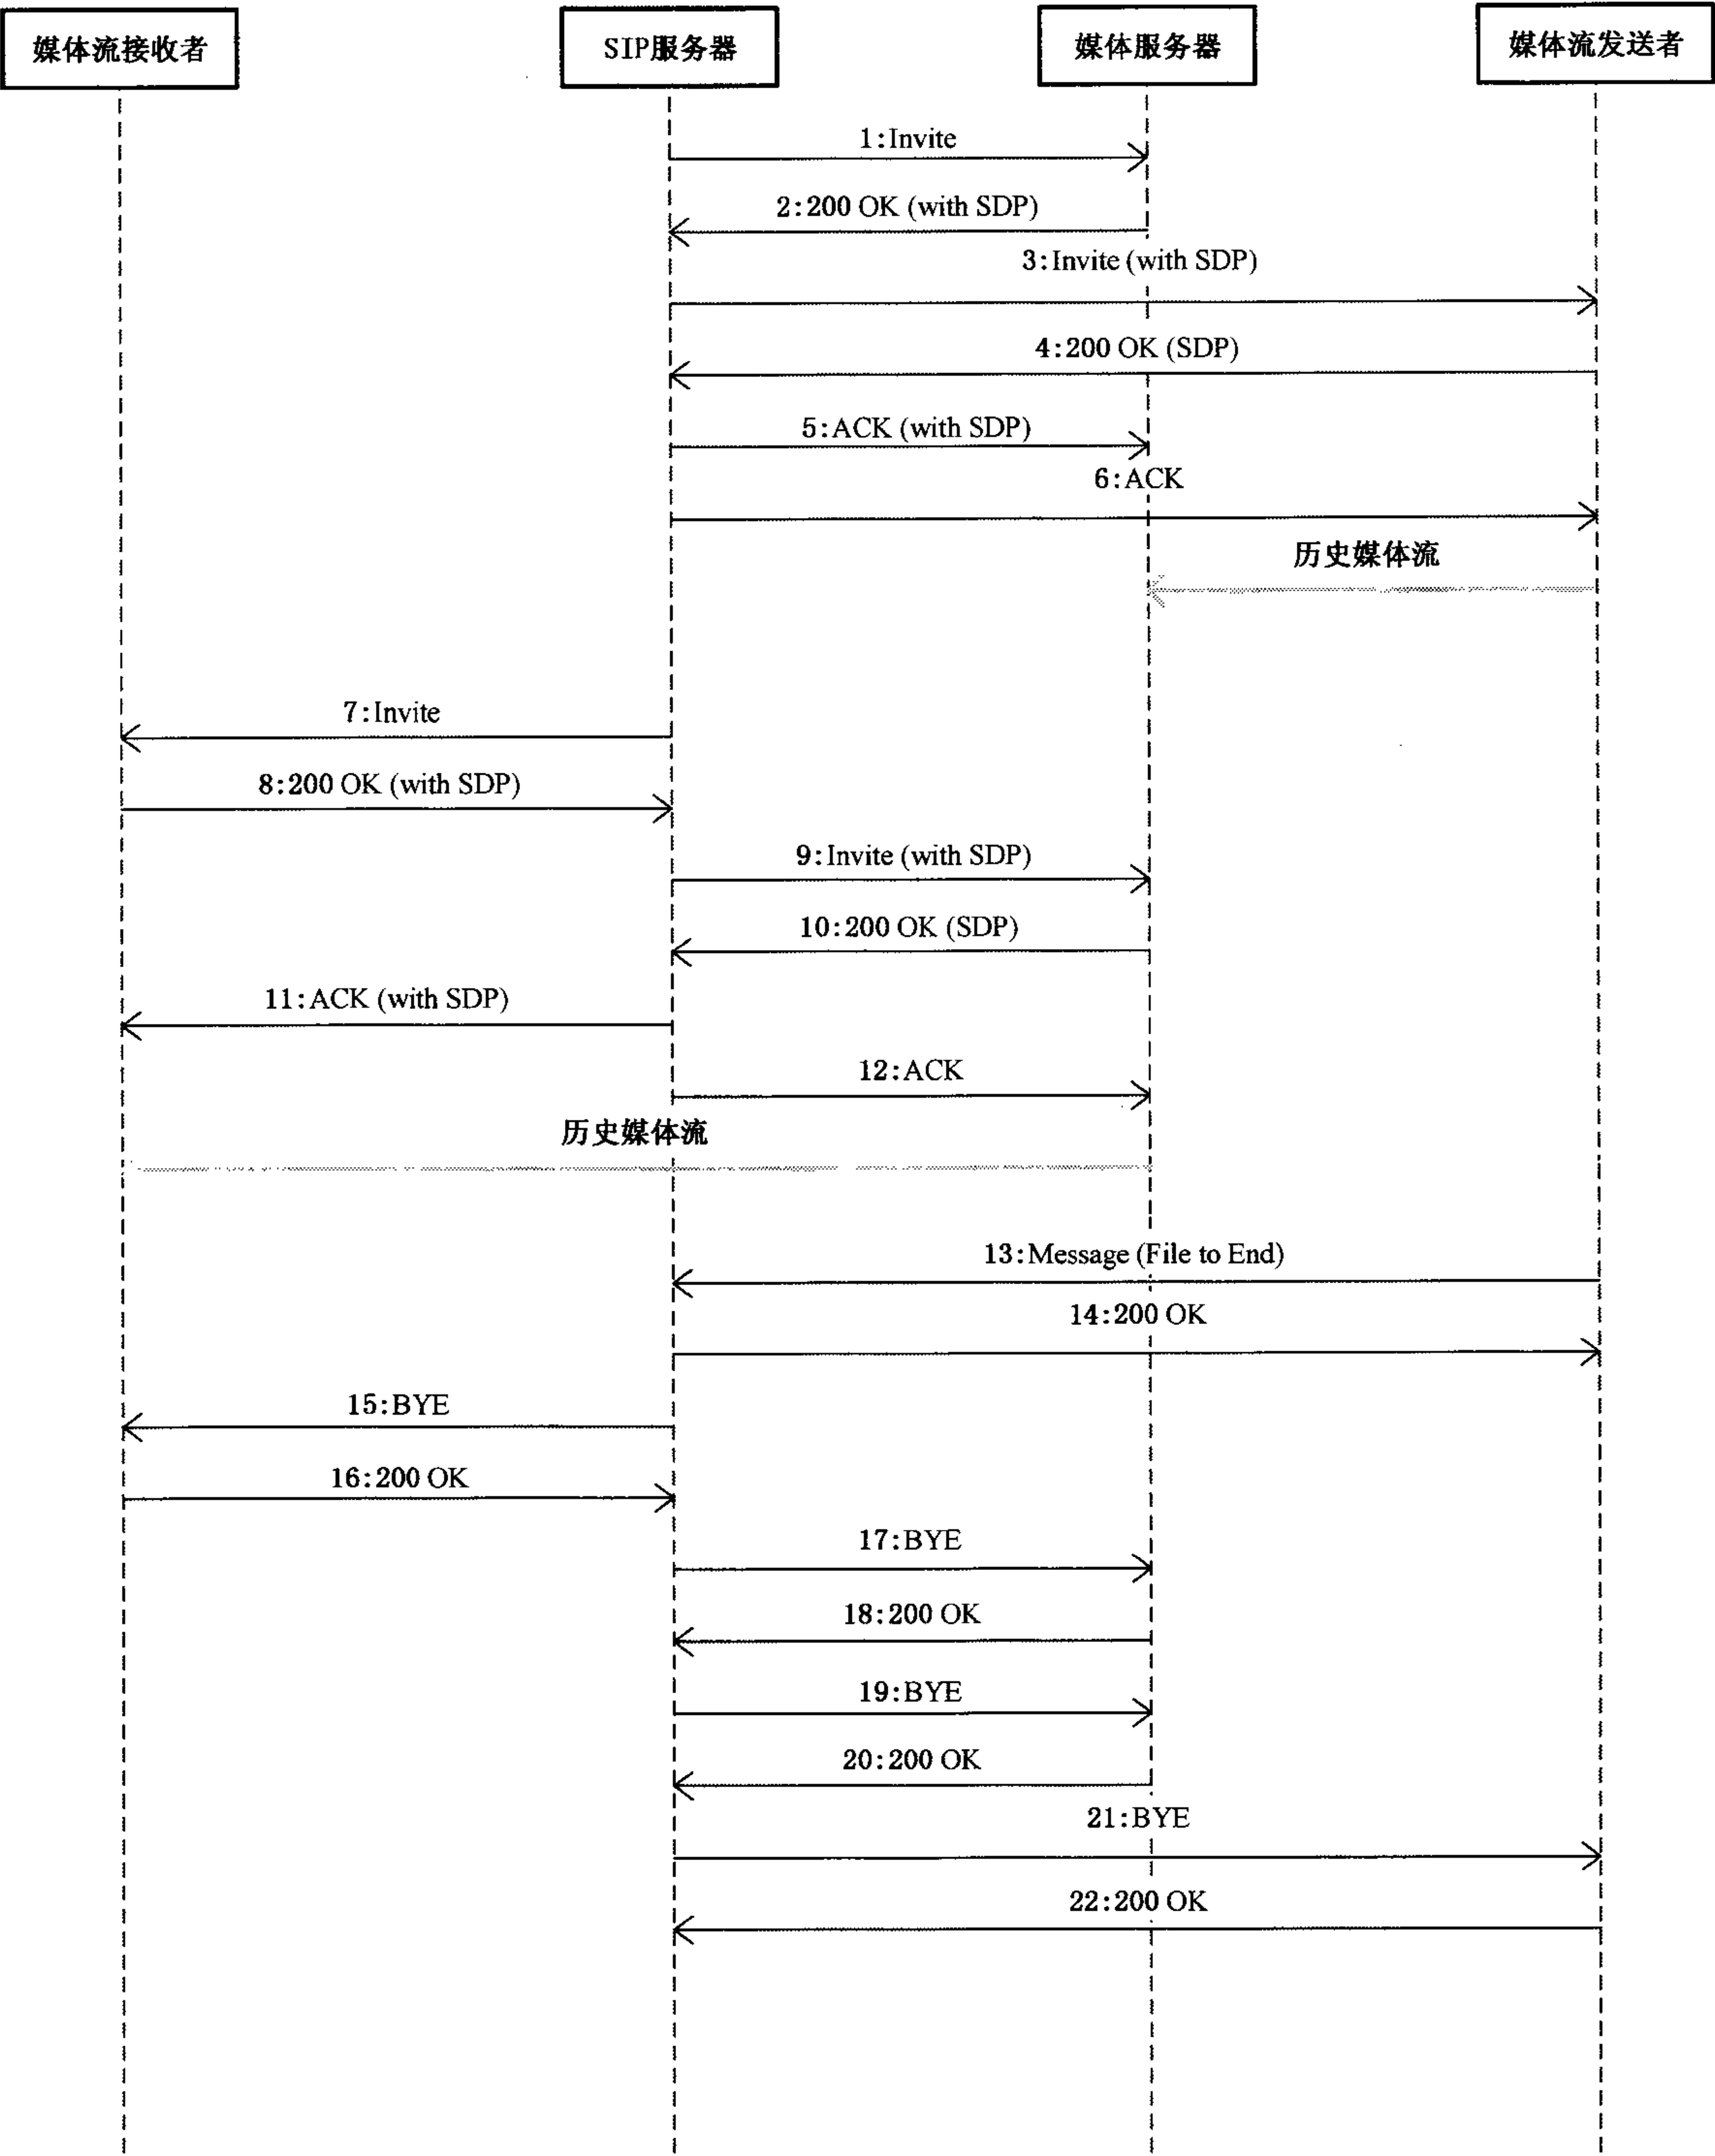 媒体流接收者
SIP服务器
媒体服务器
媒体流发送者
1:Invite
2:200 OK (with SDP)
3:Invite (with SDP)
4:200 OK (SDP)
5:ACK (with SDP)
6:ACK
历史媒体流
7:Invite
8:200 OK (with SDP)
9:Invite (with SDP)
10:200 OK (SDP)
11:ACK (with SDP)
12:ACK
历史媒体流
13:Message (File to End)
14:200 OK
15:BYE
16:200 OK
17:BYE
18:200 OK
19:BYE
20:200 OK
21:BYE
22:200 OK